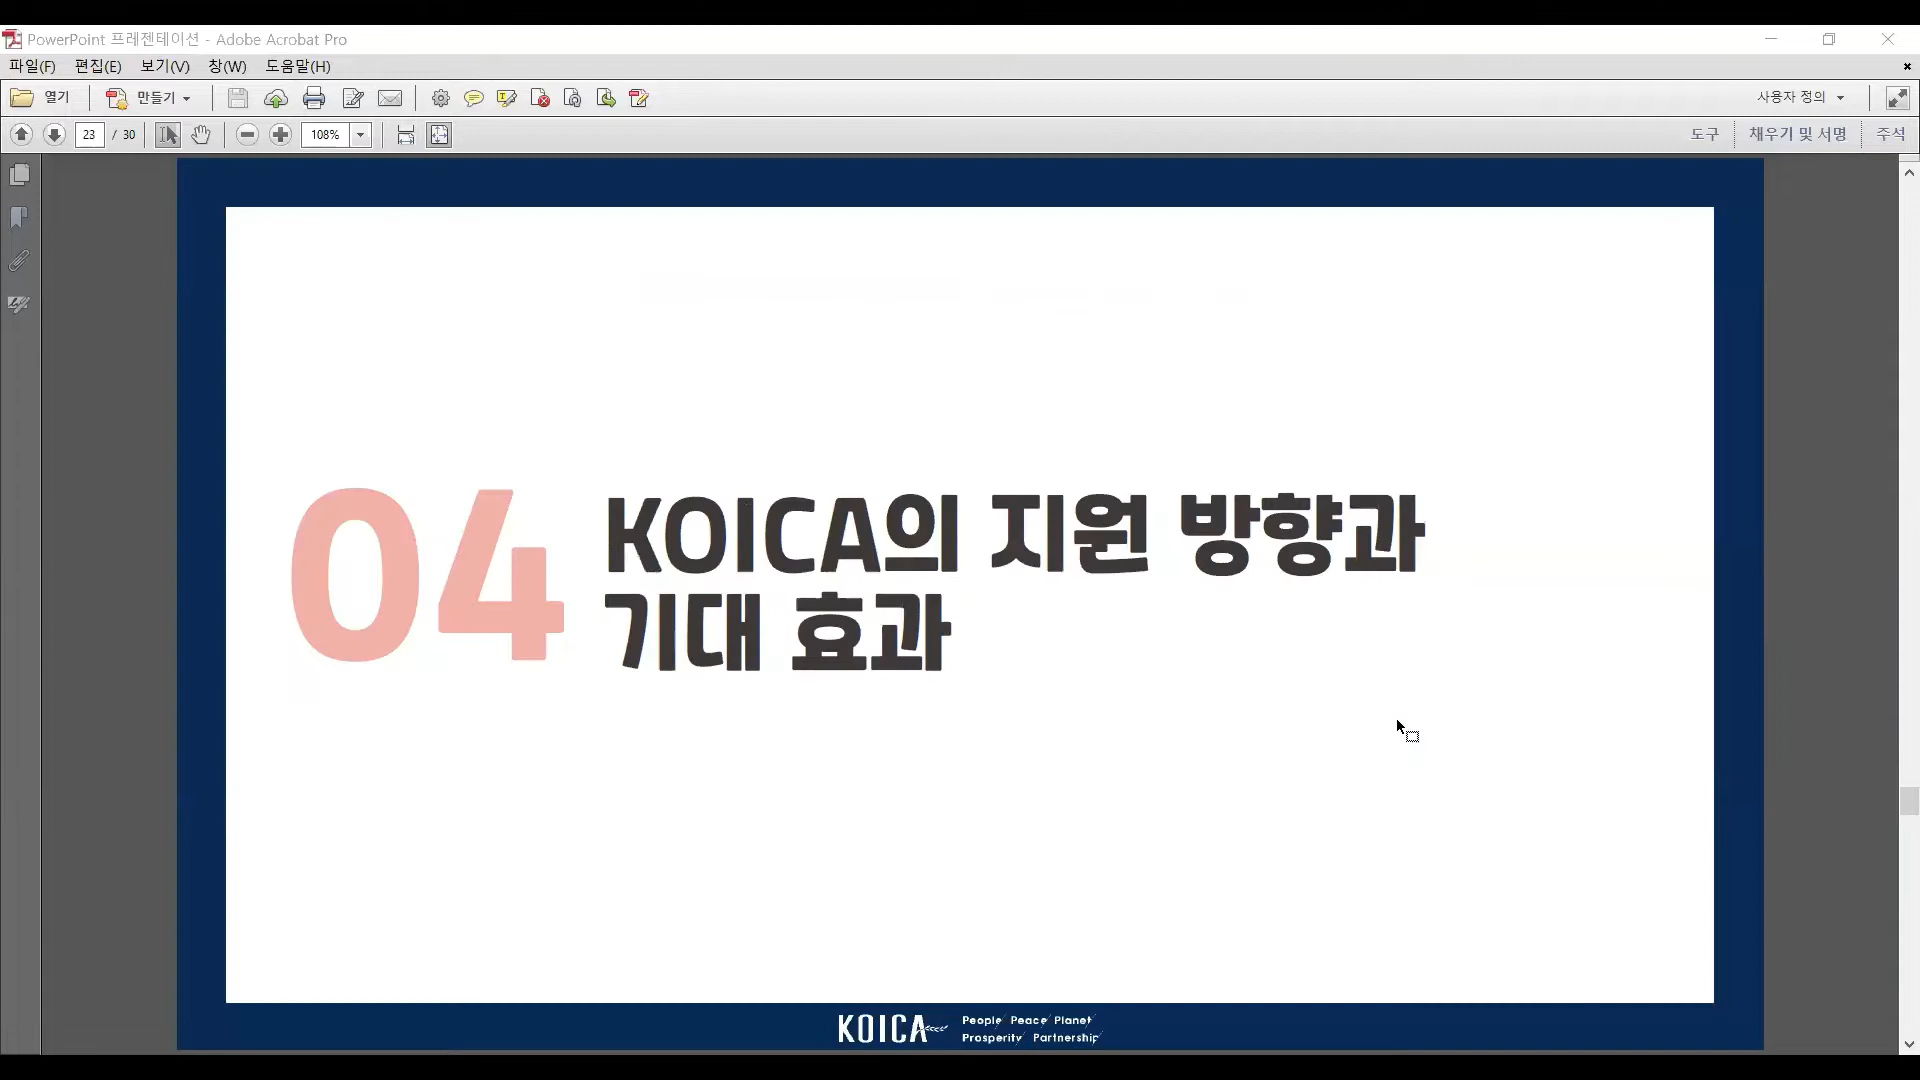 PowerPoint 프레젠테이션 - Adobe Acrobat Pro
파일(F) 편집(E) 보기(V) 창(W) 도움말(H)
열기 만들기 사용자 정의
23 / 30 108% 도구 채우기 및 서명 주석
04 KOICA의 지원 방향과
기대 효과
KOICA People Peace Planet
Prosperity Partnership